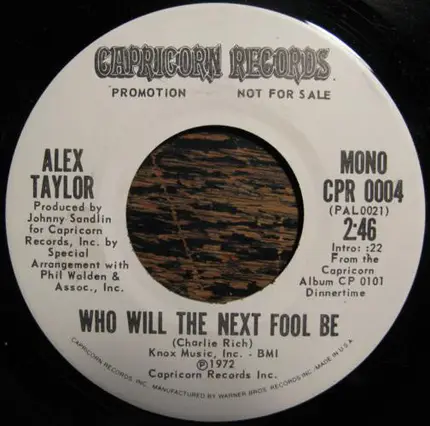 CAPRICORN RECORDS
PROMOTION NOT FOR SALE
ALEX
TAYLOR
Produced by
Johnny Sandlin
for Capricorn
Records, Inc. by
Special
Arrangement with
Phil Walden &
Assoc., Inc.
MONO
CPR 0004
(PAL0021)
2:46
Intro: :22
From the
Capricorn
Album CP 0101
Dinnertime
WHO WILL THE NEXT FOOL BE
(Charlie Rich)
Knox Music, Inc. - BMI
Ⓟ1972
Capricorn Records Inc.
CAPRICORN RECORDS INC. MANUFACTURED BY WARNER BROS. RECORDS INC. MADE IN U.S.A.